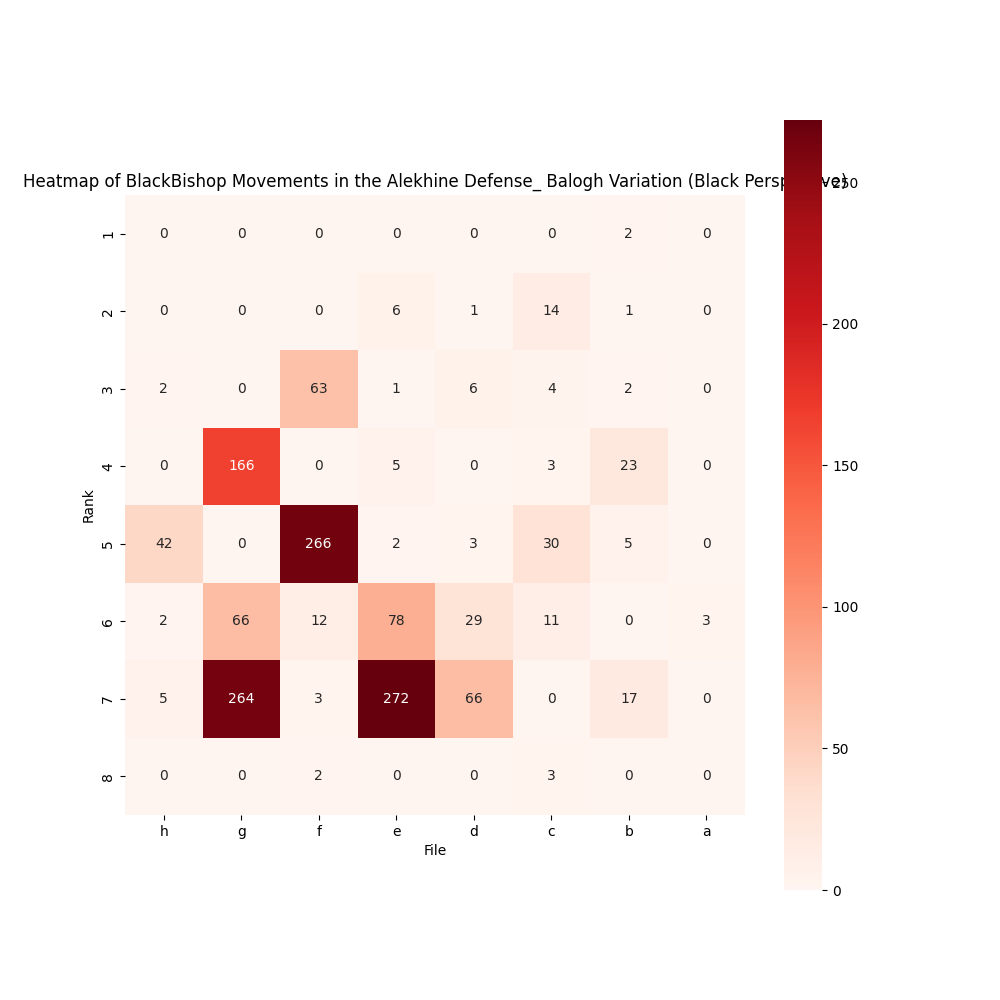 Heatmap of BlackBishop Movements in the Alekhine Defense_ Balogh Variation (Black Perspective)
250
200
150
100
50
0
Rank
1 0 0 0 0 0 0 2 0
2 0 0 0 6 1 14 1 0
3 2 0 63 1 6 4 2 0
4 0 166 0 5 0 3 23 0
5 42 0 266 2 3 30 5 0
6 2 66 12 78 29 11 0 3
7 5 264 3 272 66 0 17 0
8 0 0 2 0 0 3 0 0
h g f e d c b a
File